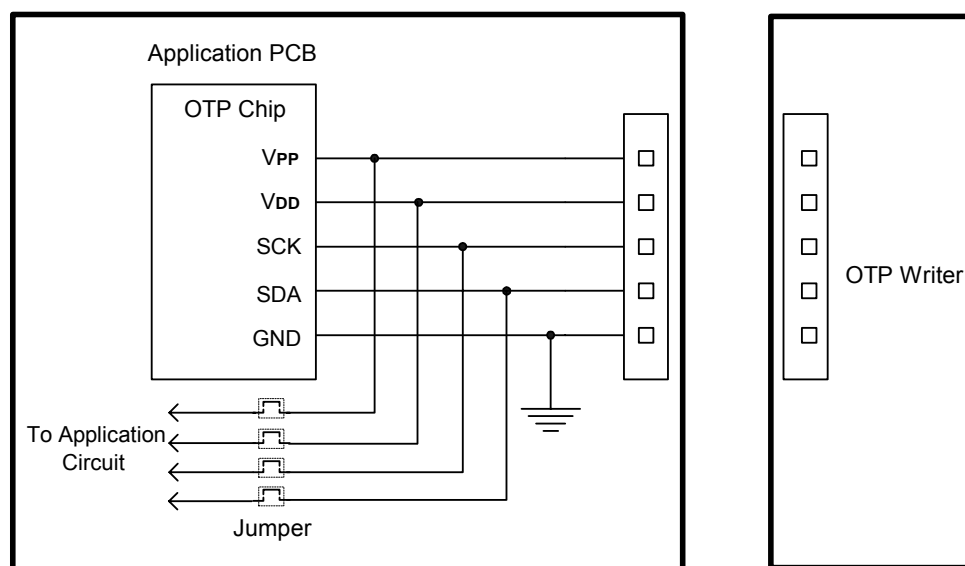 Application PCB
OTP Chip
VPP
VDD
SCK
SDA
GND
OTP Writer
To Application
Circuit
Jumper